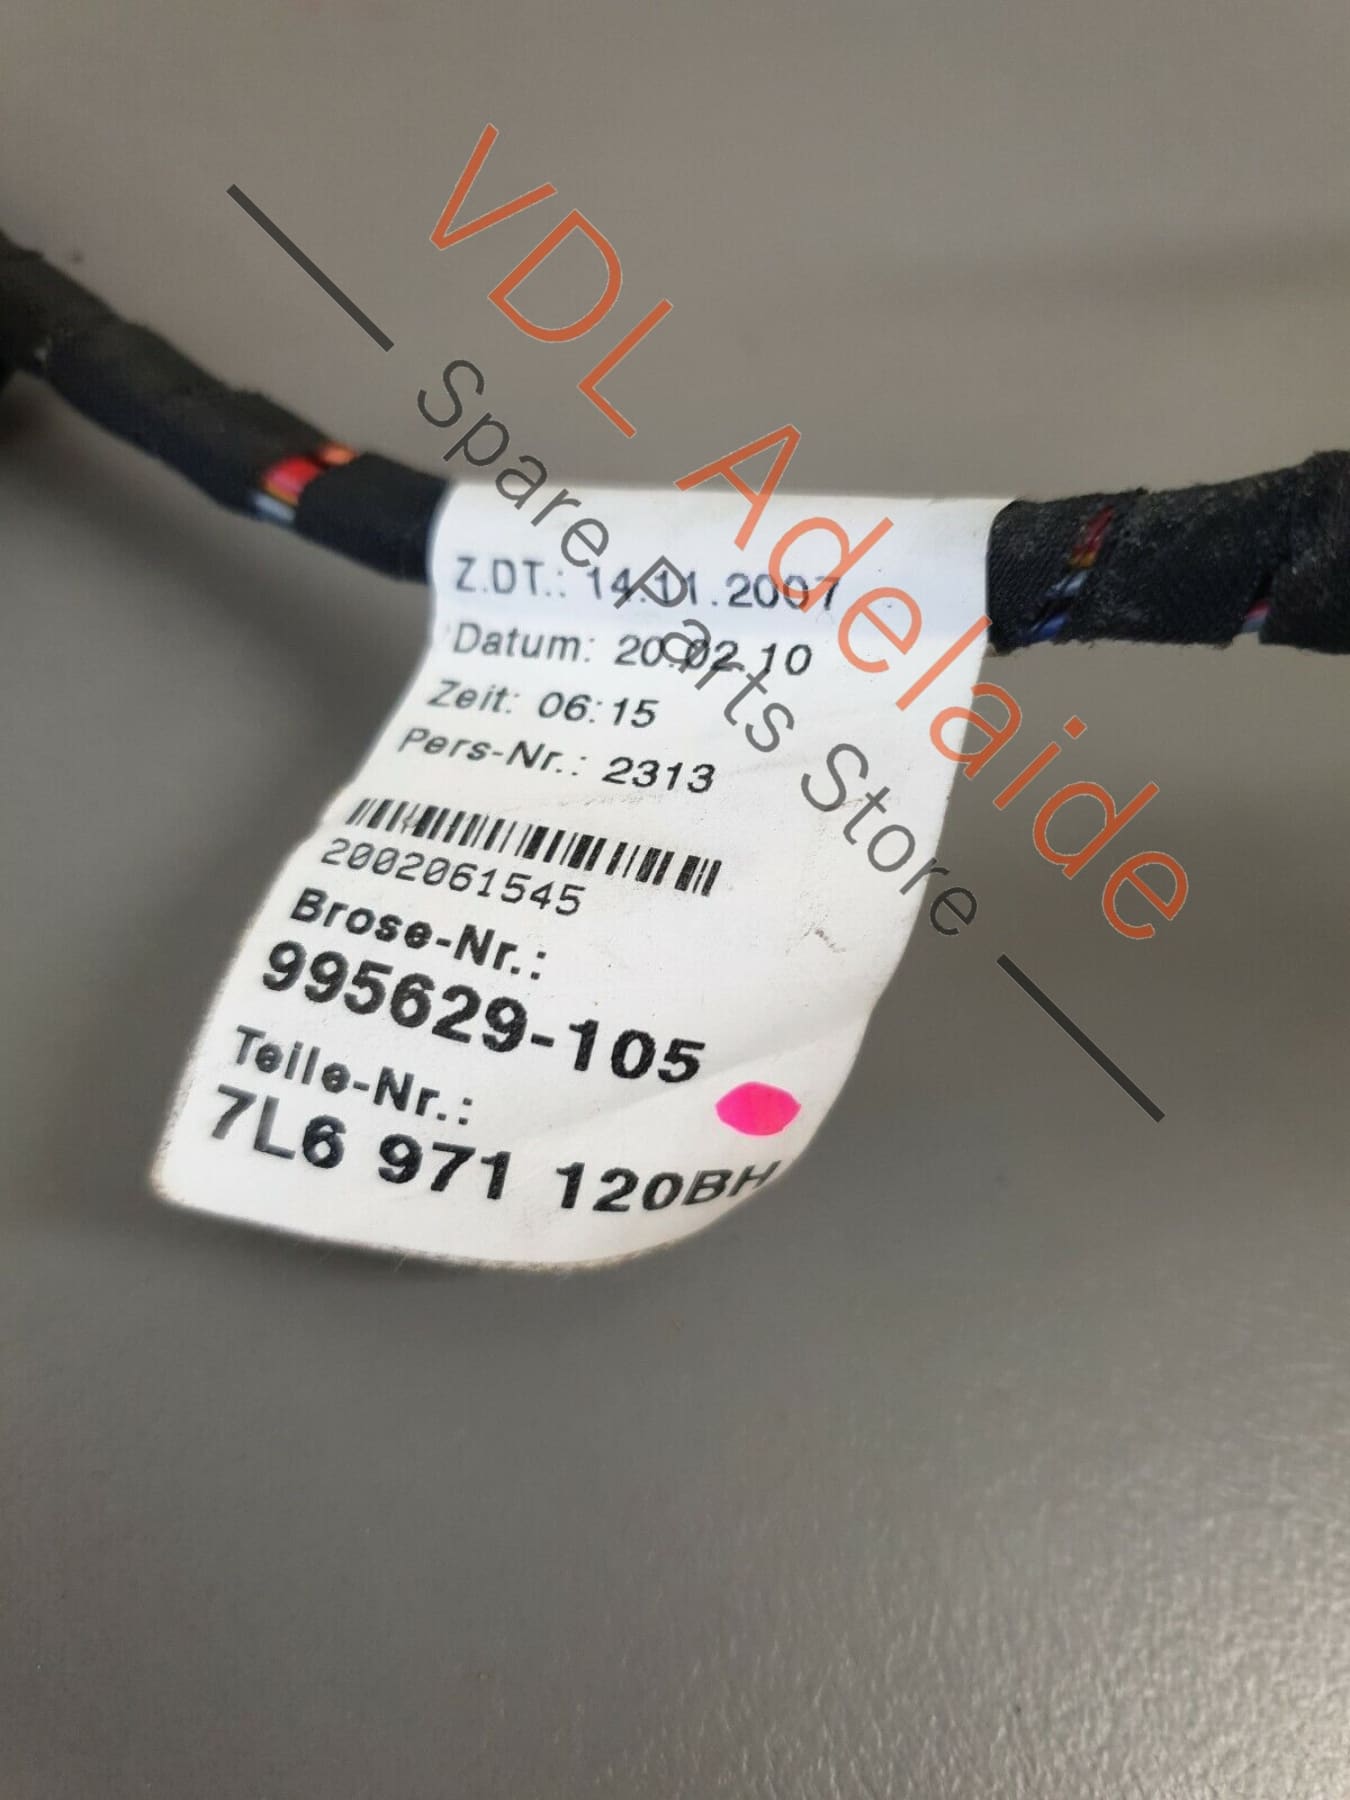 VDL Adelaide
Spare Parts Store
Z.DT.: 14.11.2007
Datum: 20.02.10
Zeit: 06:15
Pers-Nr.: 2313
2002061545
Brose-Nr.:
995629-105
Teile-Nr.:
7L6 971 120BH